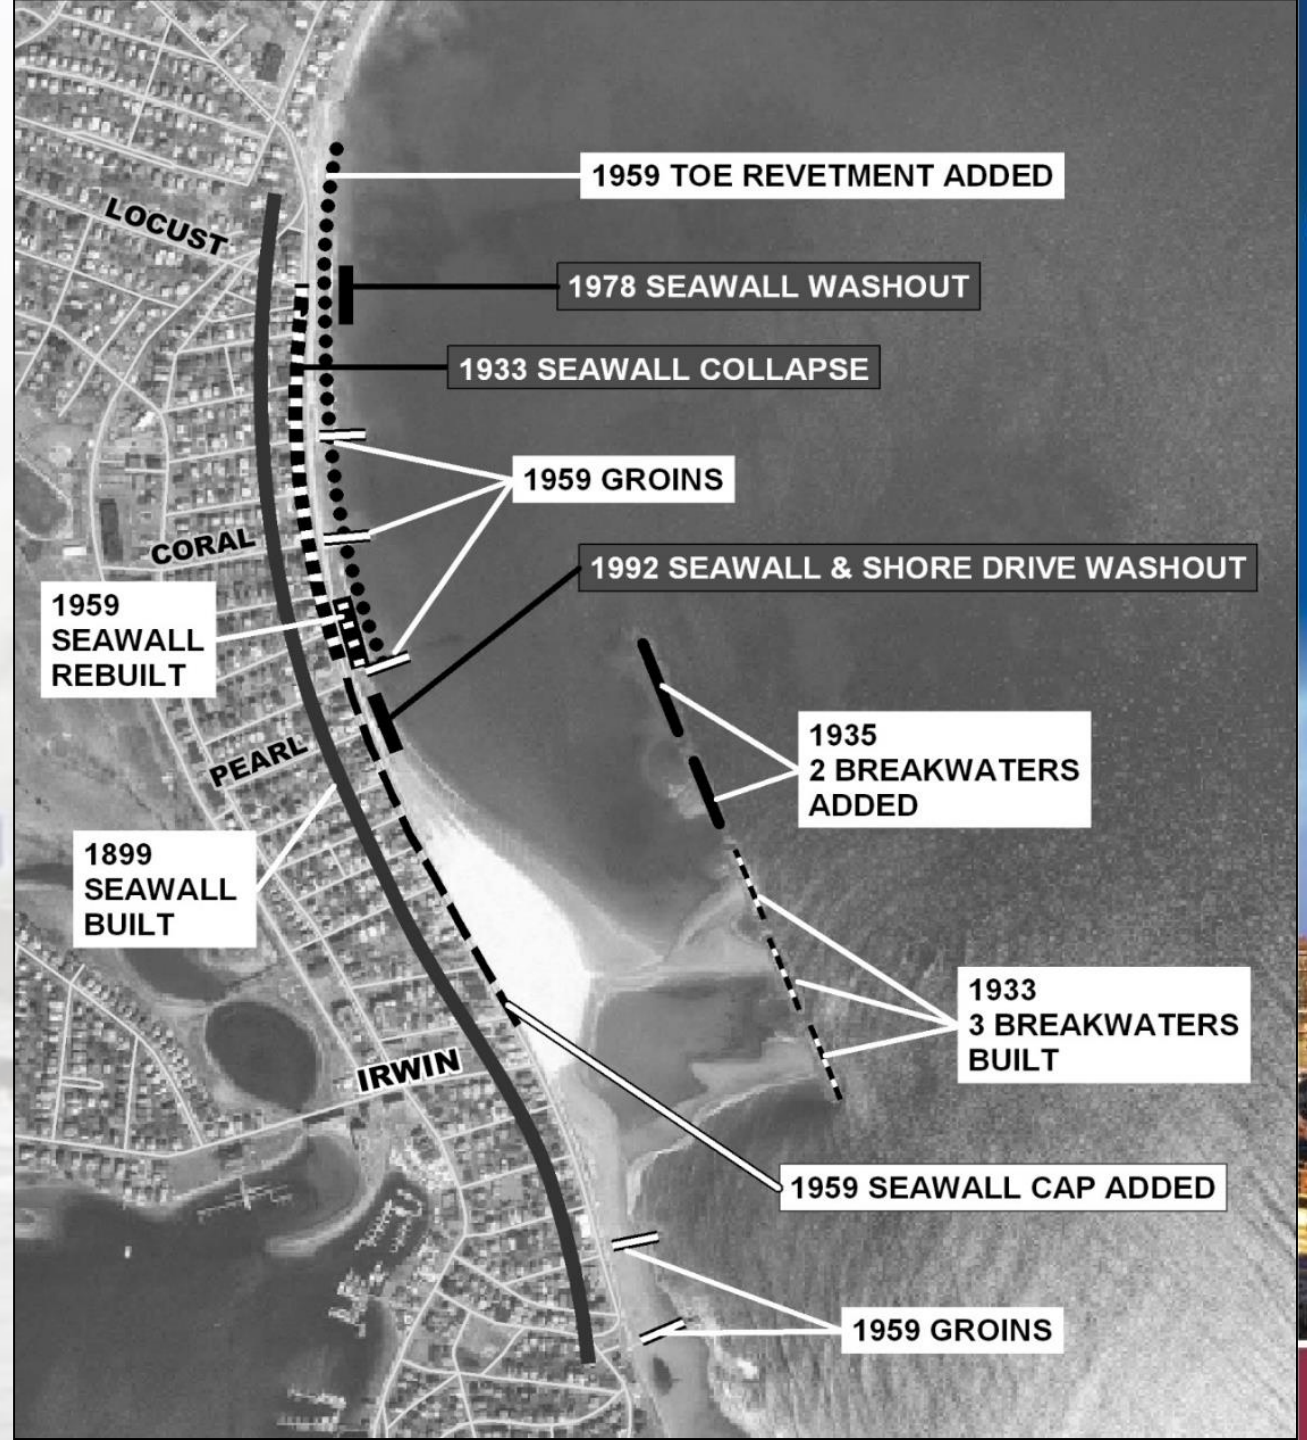 1959 TOE REVETMENT ADDED
LOCUST
1978 SEAWALL WASHOUT
1933 SEAWALL COLLAPSE
1959 GROINS
CORAL
1992 SEAWALL & SHORE DRIVE WASHOUT
1959
SEAWALL
REBUILT
1935
2 BREAKWATERS
ADDED
PEARL
1899
SEAWALL
BUILT
1933
3 BREAKWATERS
BUILT
IRWIN
1959 SEAWALL CAP ADDED
1959 GROINS